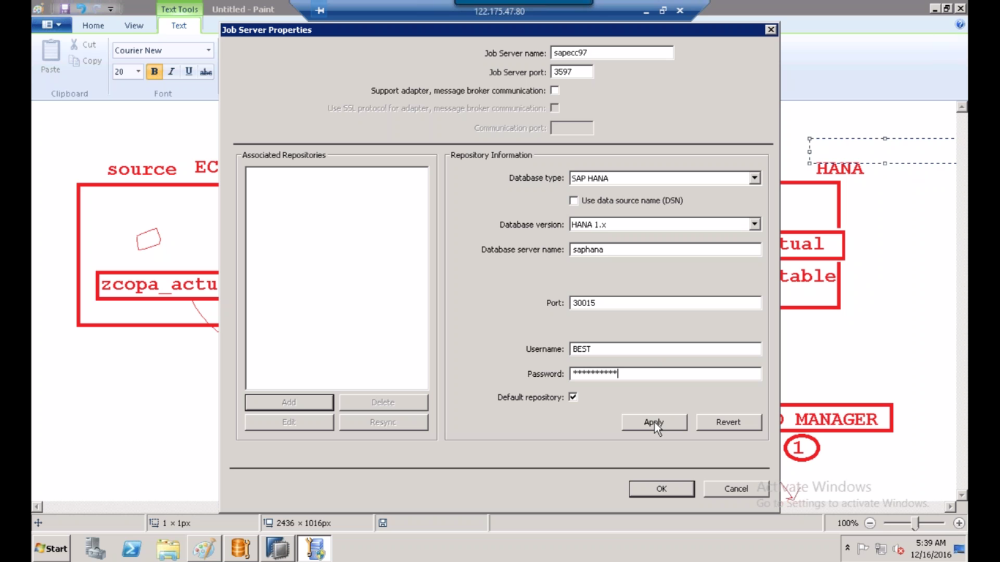 Text Tools Untitled - Paint 122.175.47.80
Home View Text
Job Server Properties
Paste
Cut
Copy
Clipboard
Courier New
20 B I U abc
Font
Job Server name: sapecc97
Job Server port: 3597
Support adapter, message broker communication:
Use SSL protocol for adapter, message broker communication:
Communication port:
Associated Repositories
Add Delete
Edit Resync
Repository Information
Database type: SAP HANA
Use data source name (DSN)
Database version: HANA 1.x
Database server name: saphana
Port: 30015
Username: BEST
Password: **********
Default repository:
Apply Revert
OK Cancel
source EC
zcopa_actu
HANA
tual
table
MANAGER
1
Activate Windows
Go to Settings to activate Windows.
1 × 1px 2436 × 1016px 100%
Start 5:39 AM
12/16/2016